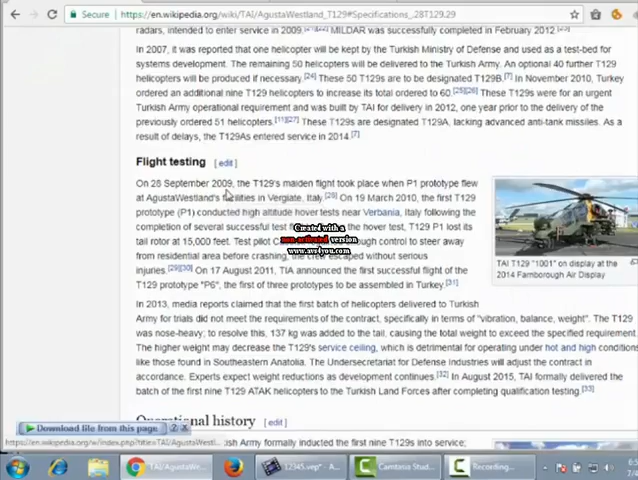 Secure https://en.wikipedia.org/wiki/TAI/AgustaWestland_T129#Specifications_.28T129.29
radars, intended to enter service in 2009. MILDAR was successfully completed in February 2012
In 2007, it was reported that one helicopter will be kept by the Turkish Ministry of Defense and used as a test-bed for
systems development. The remaining 50 helicopters will be delivered to the Turkish Army. An optional 40 further T129
helicopters will be produced if necessary.[24] These 50 T129s are to be designated T129B.[7] In November 2010, Turkey
ordered an additional nine T129 helicopters to increase its total ordered to 60.[25][26] These T129s were for an urgent
Turkish Army operational requirement and was built by TAI for delivery in 2012, one year prior to the delivery of the
previously ordered 51 helicopters.[11][27] These T129s are designated T129A, lacking advanced anti-tank missiles. As a
result of delays, the T129As entered service in 2014.[7]
Flight testing [ edit ]
On 28 September 2009, the T129's maiden flight took place when P1 prototype flew
at AgustaWestland's facilities in Vergiate, Italy.[28] On 19 March 2010, the first T129
prototype (P1) conducted high altitude hover tests near Verbania, Italy following the
completion of several successful test the hover test, T129 P1 lost its
tail rotor at 15,000 feet. Test pilot control to steer away
from residential area before crashing, the crew escaped without serious
injuries.[29][30] On 17 August 2011, TIA announced the first successful flight of the
T129 prototype "P6", the first of three prototypes to be assembled in Turkey.[31]
Created with a
non-activated version
www.avs4you.com
TAI T129 "1001" on display at the
2014 Farnborough Air Display
In 2013, media reports claimed that the first batch of helicopters delivered to Turkish
Army for trials did not meet the requirements of the contract, specifically in terms of "vibration, balance, weight". The T129
was nose-heavy; to resolve this, 137 kg was added to the tail, causing the total weight to exceed the specified requirement.
The higher weight may decrease the T129's service ceiling, which is detrimental for operating under hot and high conditions
like those found in Southeastern Anatolia. The Undersecretariat for Defense Industries will adjust the contract in
accordance. Experts expect weight reductions as development continues.[32] In August 2015, TAI formally delivered the
batch of the first nine T129 ATAK helicopters to the Turkish Land Forces after completing qualification testing.[33]
Operational history [ edit ]
Download file from this page ?
https://en.wikipedia.org/w/index.php?title=TAI/AgustaWestl...
ish Army formally inducted the first nine T129s into service;
TAI/AgustaWe...
12345.vep* - A...
Camtasia Stud...
Recording...